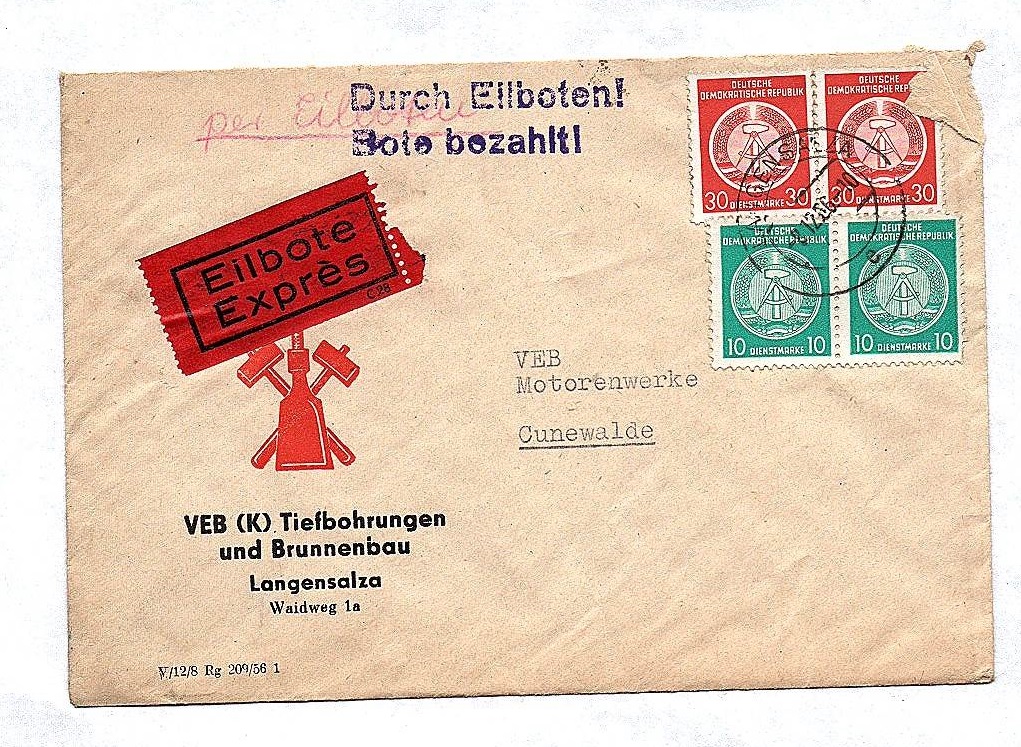 per Eilboten
Durch Eilboten!
Bote bezahlt!
DEUTSCHE
DEMOKRATISCHE REPUBLIK
30 DIENSTMARKE 30
DEUTSCHE
DEMOKRATISCHE REP
30 DIENSTMARKE 30
DEUTSCHE
DEMOKRATISCHE REPUBLIK
10 DIENSTMARKE 10
DEUTSCHE
DEMOKRATISCHE REPUBLIK
10 DIENSTMARKE 10
Eilbote
Exprès
C 28
VEB
Motorenwerke
Cunewalde
VEB (K) Tiefbohrungen
und Brunnenbau
Langensalza
Waidweg 1a
V/12/8 Rg 209/56 1